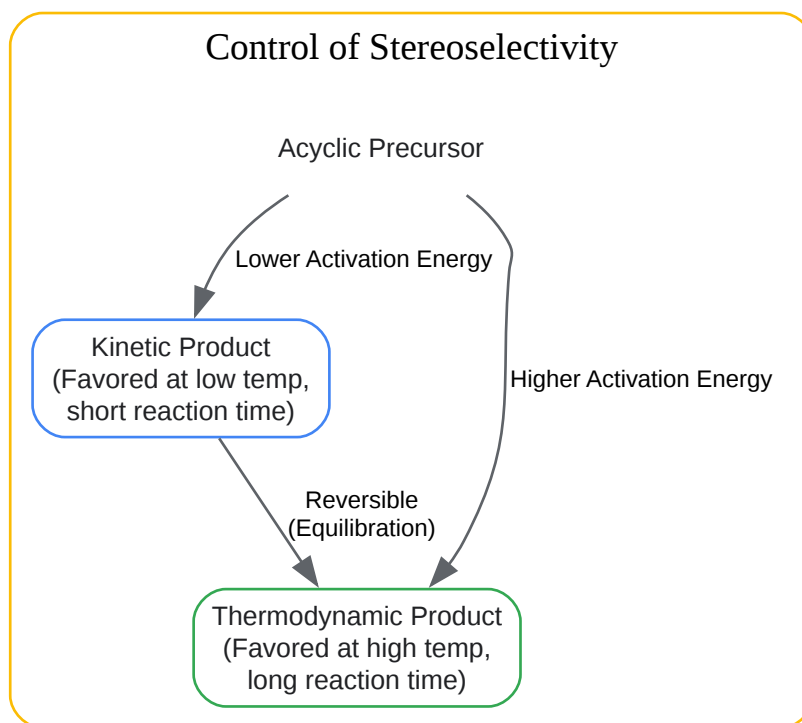 Control of Stereoselectivity
Acyclic Precursor
Lower Activation Energy
Kinetic Product
(Favored at low temp,
short reaction time)
Higher Activation Energy
Reversible
(Equilibration)
Thermodynamic Product
(Favored at high temp,
long reaction time)